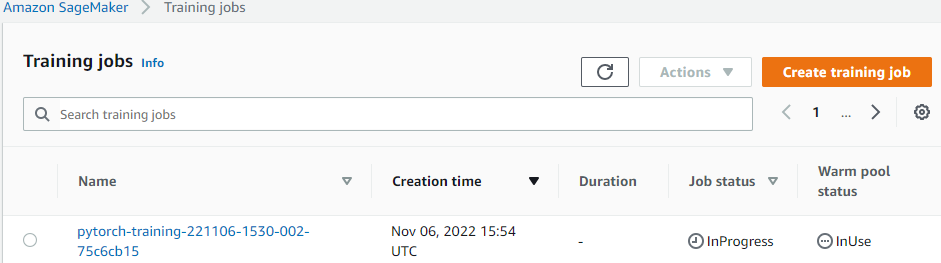 Amazon SageMaker > Training jobs
Training jobs Info
Actions Create training job
Search training jobs
1 ...
Name Creation time Duration Job status Warm pool
status
pytorch-training-221106-1530-002- Nov 06, 2022 15:54 - InProgress InUse
75c6cb15 UTC